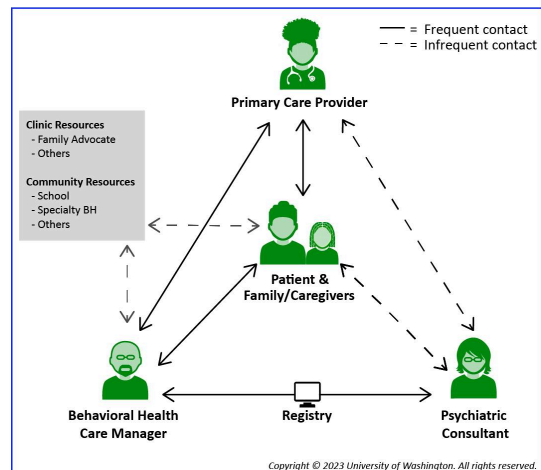 = Frequent contact
= Infrequent contact
Primary Care Provider
Clinic Resources
- Family Advocate
- Others
Community Resources
- School
- Specialty BH
- Others
Patient &
Family/Caregivers
Behavioral Health
Care Manager
Registry
Psychiatric
Consultant
Copyright © 2023 University of Washington. All rights reserved.